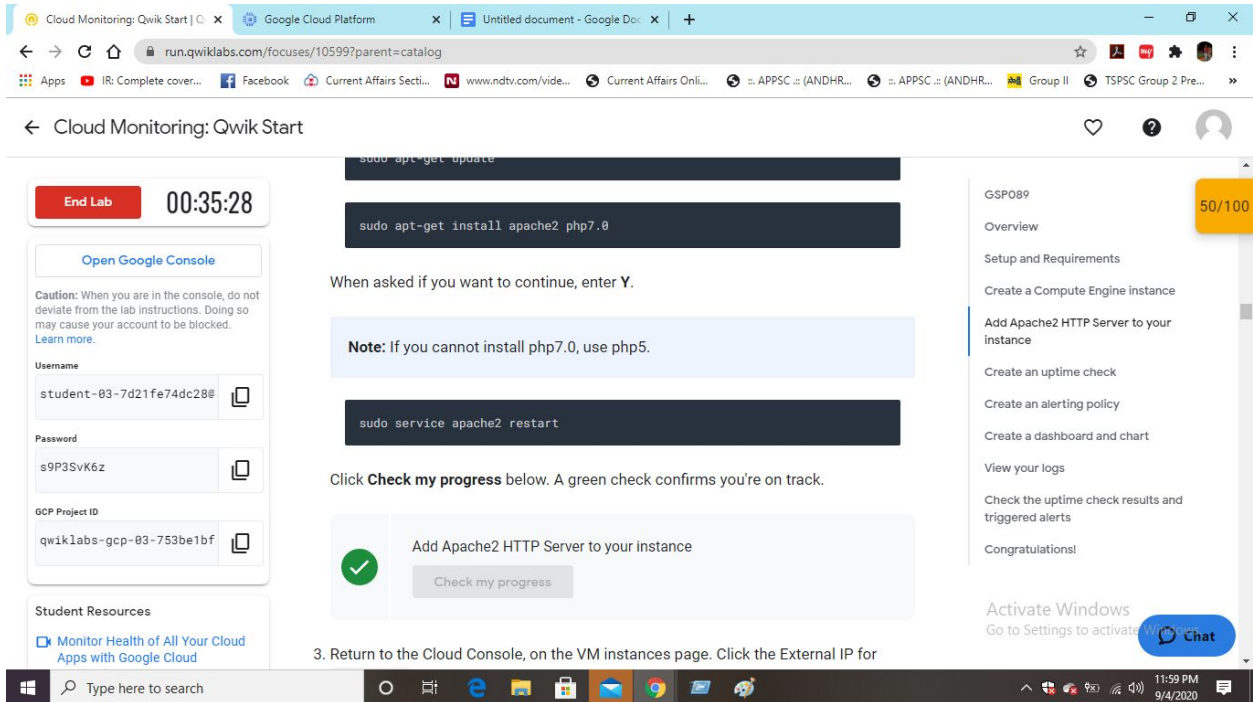 Cloud Monitoring: Qwik Start | Q
Google Cloud Platform
Untitled document - Google Doc
run.qwiklabs.com/focuses/10599?parent=catalog
Apps
IR: Complete cover...
Facebook
Current Affairs Secti...
www.ndtv.com/vide...
Current Affairs Onli...
::. APPSC .:: (ANDHR...
::. APPSC .:: (ANDHR...
Group II
TSPSC Group 2 Pre...
Cloud Monitoring: Qwik Start
End Lab
00:35:28
Open Google Console
Caution: When you are in the console, do not
deviate from the lab instructions. Doing so
may cause your account to be blocked.
Learn more.
Username
student-03-7d21fe74dc28@
Password
s9P3SvK6z
GCP Project ID
qwiklabs-gcp-03-753be1bf
Student Resources
Monitor Health of All Your Cloud
Apps with Google Cloud
sudo apt-get update
sudo apt-get install apache2 php7.0
When asked if you want to continue, enter Y.
Note: If you cannot install php7.0, use php5.
sudo service apache2 restart
Click Check my progress below. A green check confirms you're on track.
Add Apache2 HTTP Server to your instance
Check my progress
3. Return to the Cloud Console, on the VM instances page. Click the External IP for
GSP089
50/100
Overview
Setup and Requirements
Create a Compute Engine instance
Add Apache2 HTTP Server to your
instance
Create an uptime check
Create an alerting policy
Create a dashboard and chart
View your logs
Check the uptime check results and
triggered alerts
Congratulations!
Activate Windows
Go to Settings to activate Windows.
Chat
Type here to search
11:59 PM
9/4/2020